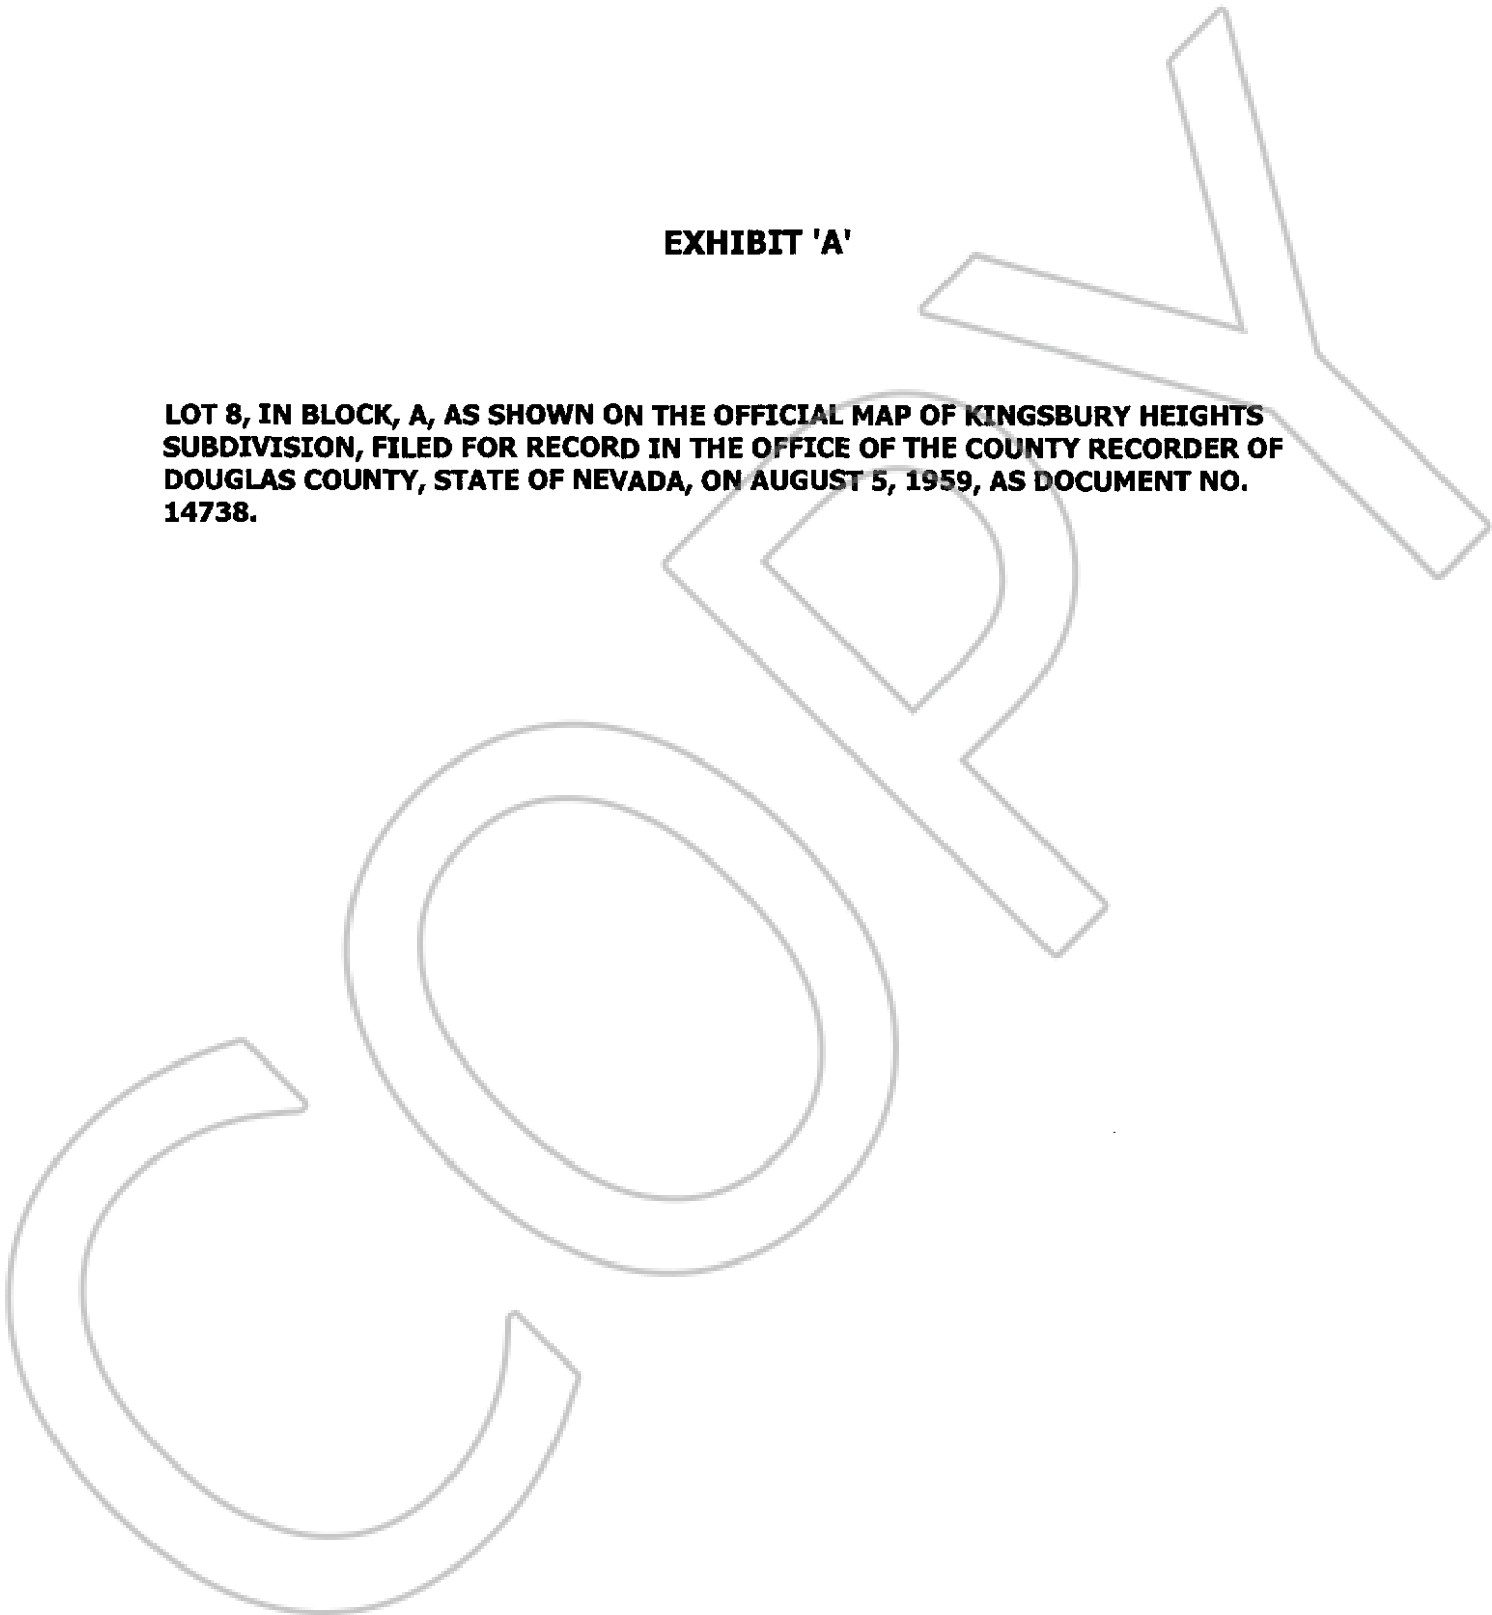 EXHIBIT 'A'
LOT 8, IN BLOCK, A, AS SHOWN ON THE OFFICIAL MAP OF KINGSBURY HEIGHTS
SUBDIVISION, FILED FOR RECORD IN THE OFFICE OF THE COUNTY RECORDER OF
DOUGLAS COUNTY, STATE OF NEVADA, ON AUGUST 5, 1959, AS DOCUMENT NO.
14738.
COPY